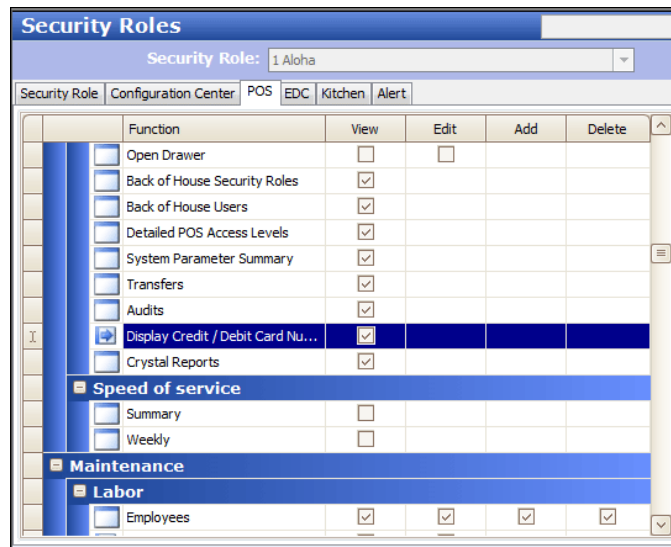 Security Roles
Security Role: 1 Aloha
Security Role Configuration Center POS EDC Kitchen Alert
Function View Edit Add Delete
Open Drawer
Back of House Security Roles
Back of House Users
Detailed POS Access Levels
System Parameter Summary
Transfers
Audits
Display Credit / Debit Card Nu...
Crystal Reports
Speed of service
Summary
Weekly
Maintenance
Labor
Employees